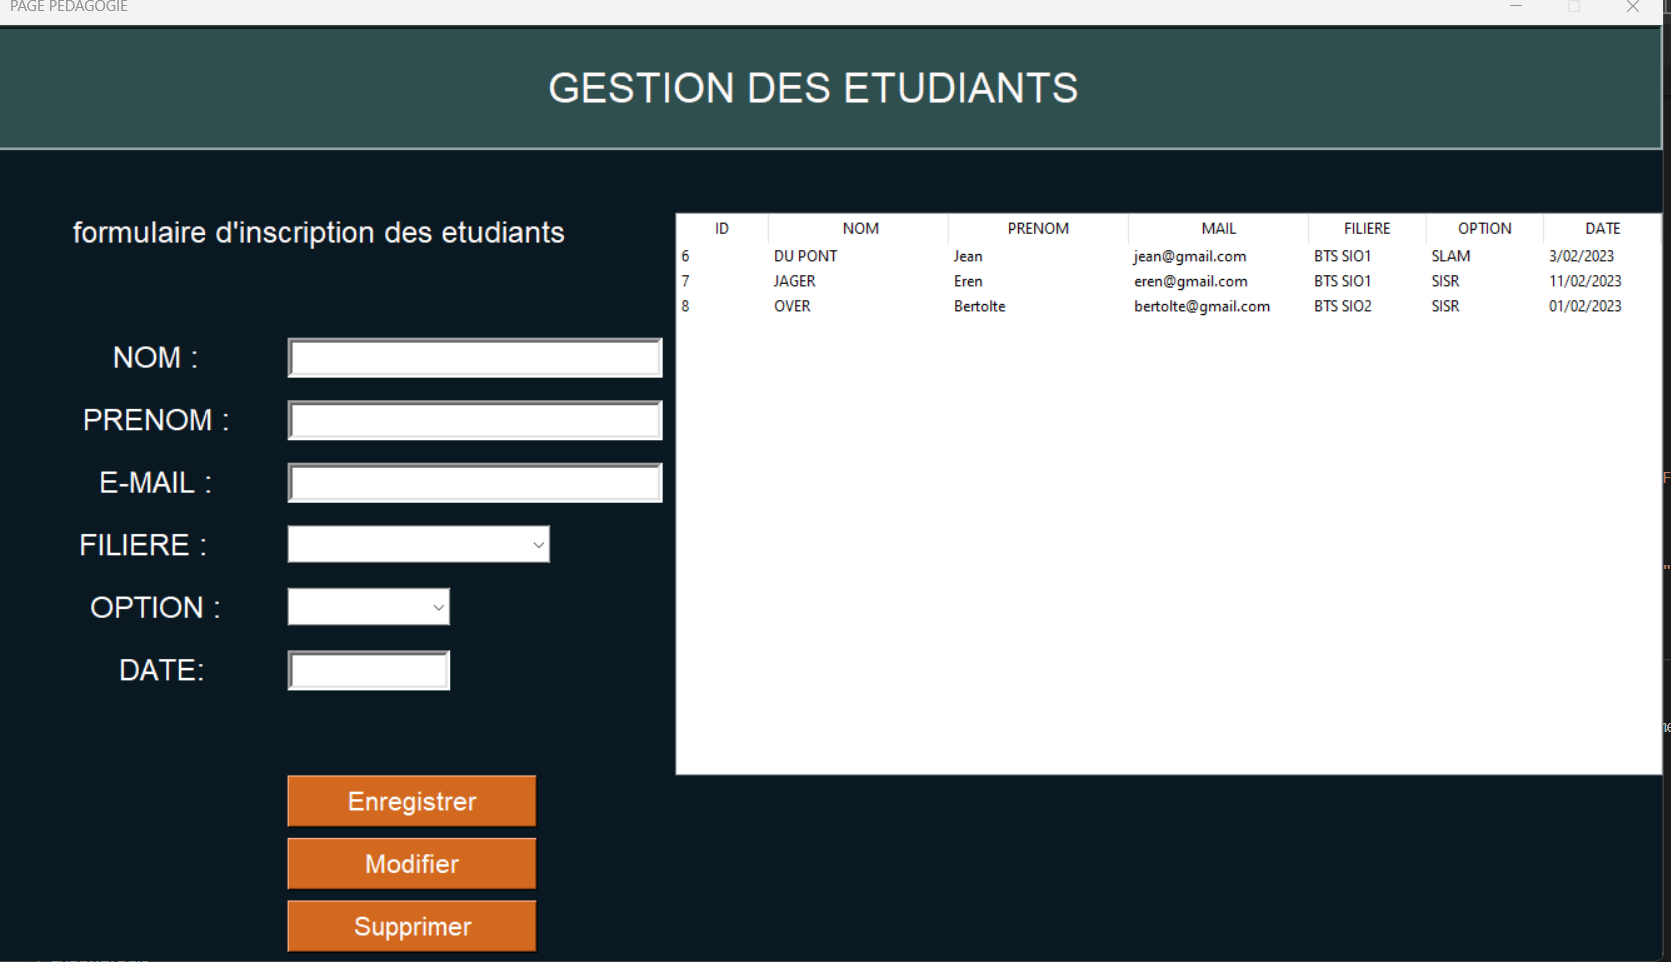 PAGE PEDAGOGIE
GESTION DES ETUDIANTS
formulaire d'inscription des etudiants
ID NOM PRENOM MAIL FILIERE OPTION DATE
6 DU PONT Jean jean@gmail.com BTS SIO1 SLAM 3/02/2023
7 JAGER Eren eren@gmail.com BTS SIO1 SISR 11/02/2023
8 OVER Bertolte bertolte@gmail.com BTS SIO2 SISR 01/02/2023
NOM :
PRENOM :
E-MAIL :
FILIERE :
OPTION :
DATE:
Enregistrer
Modifier
Supprimer